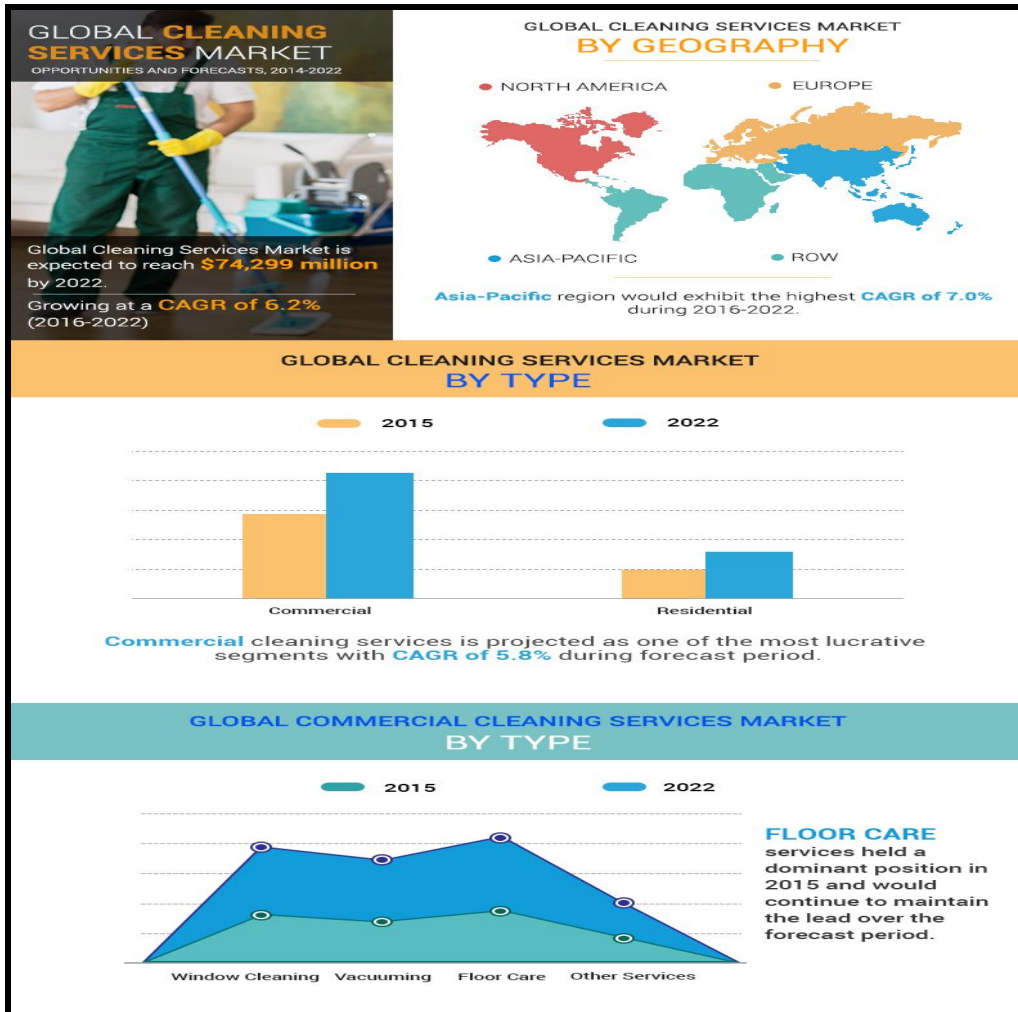 GLOBAL CLEANING
SERVICES MARKET
OPPORTUNITIES AND FORECASTS, 2014-2022
Global Cleaning Services Market is
expected to reach $74,299 million
by 2022.
Growing at a CAGR of 6.2%
(2016-2022)
GLOBAL CLEANING SERVICES MARKET
BY GEOGRAPHY
NORTH AMERICA
EUROPE
ASIA-PACIFIC
ROW
Asia-Pacific region would exhibit the highest CAGR of 7.0%
during 2016-2022.
GLOBAL CLEANING SERVICES MARKET
BY TYPE
2015
2022
Commercial
Residential
Commercial cleaning services is projected as one of the most lucrative
segments with CAGR of 5.8% during forecast period.
GLOBAL COMMERCIAL CLEANING SERVICES MARKET
BY TYPE
2015
2022
Window Cleaning
Vacuuming
Floor Care
Other Services
FLOOR CARE
services held a
dominant position in
2015 and would
continue to maintain
the lead over the
forecast period.